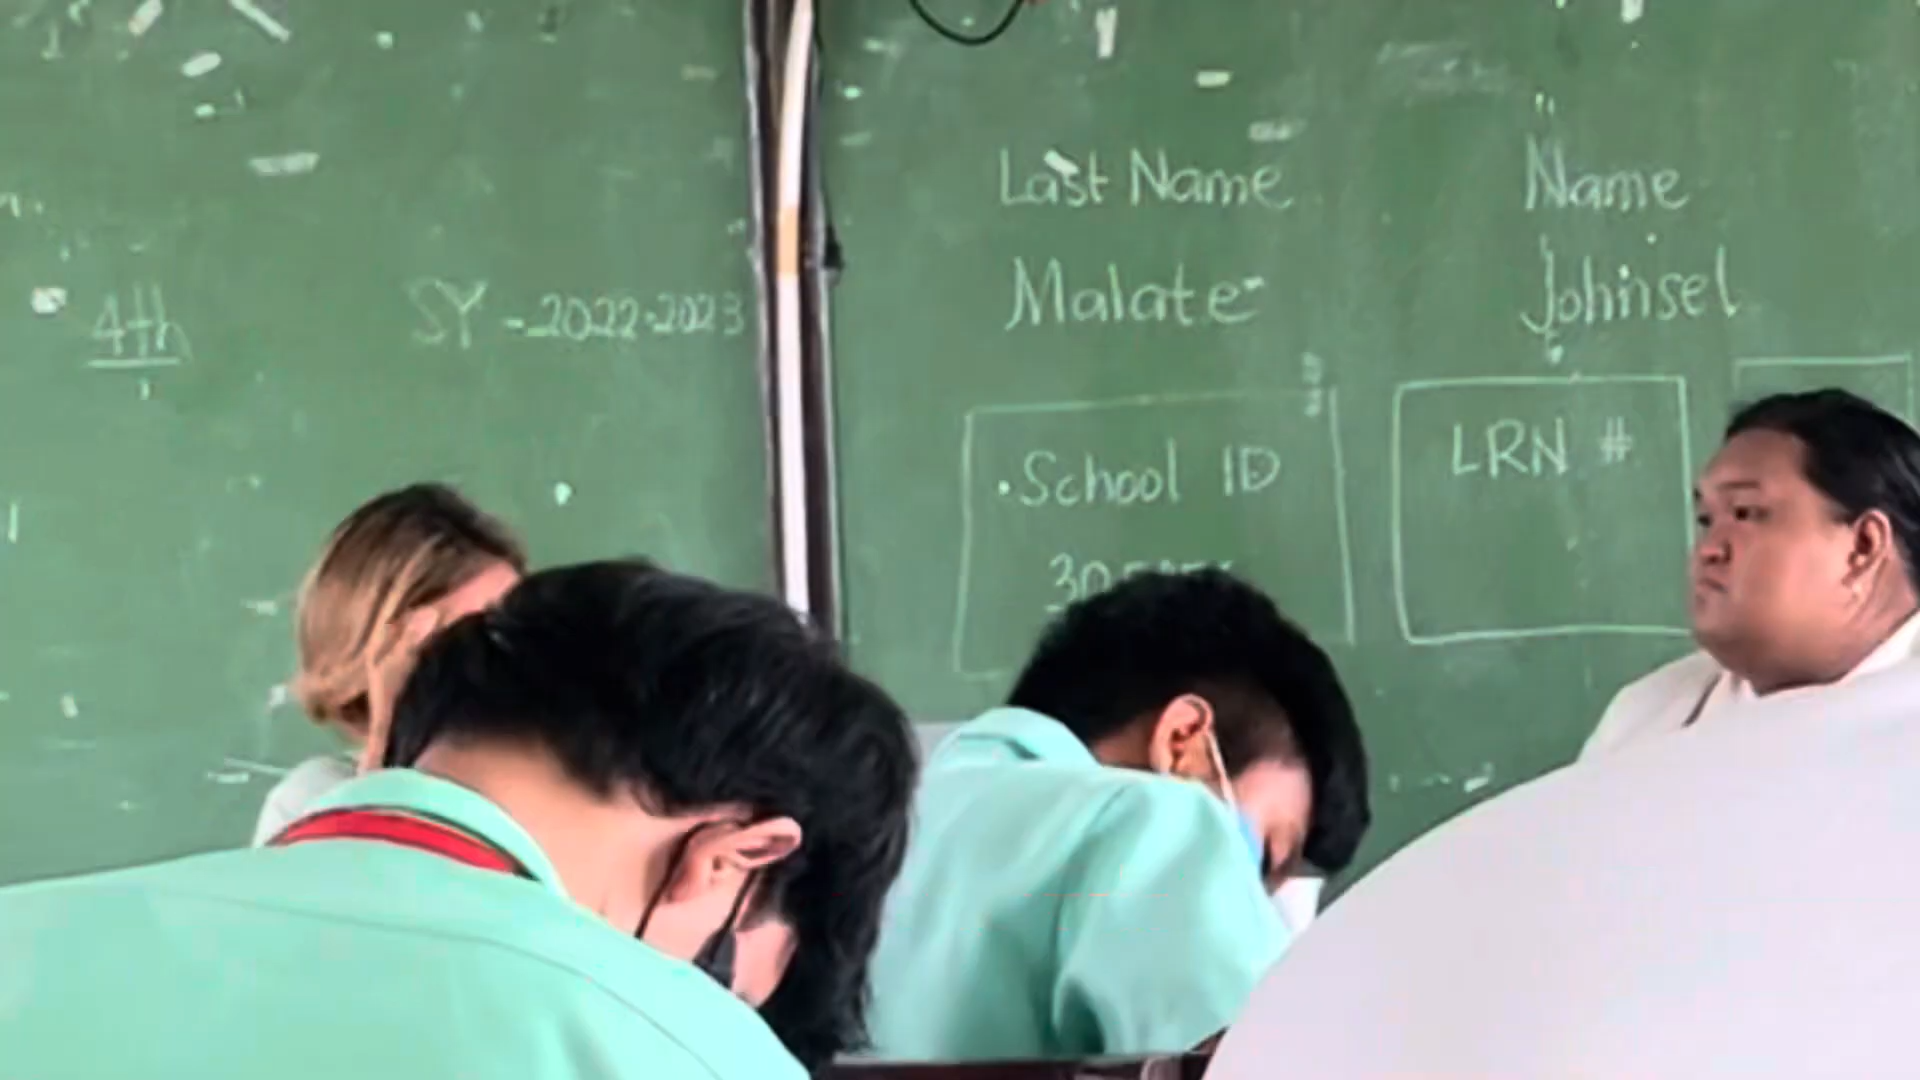 4th SY - 2022-2023
Last Name Name
Malate Johnsel
School ID LRN #